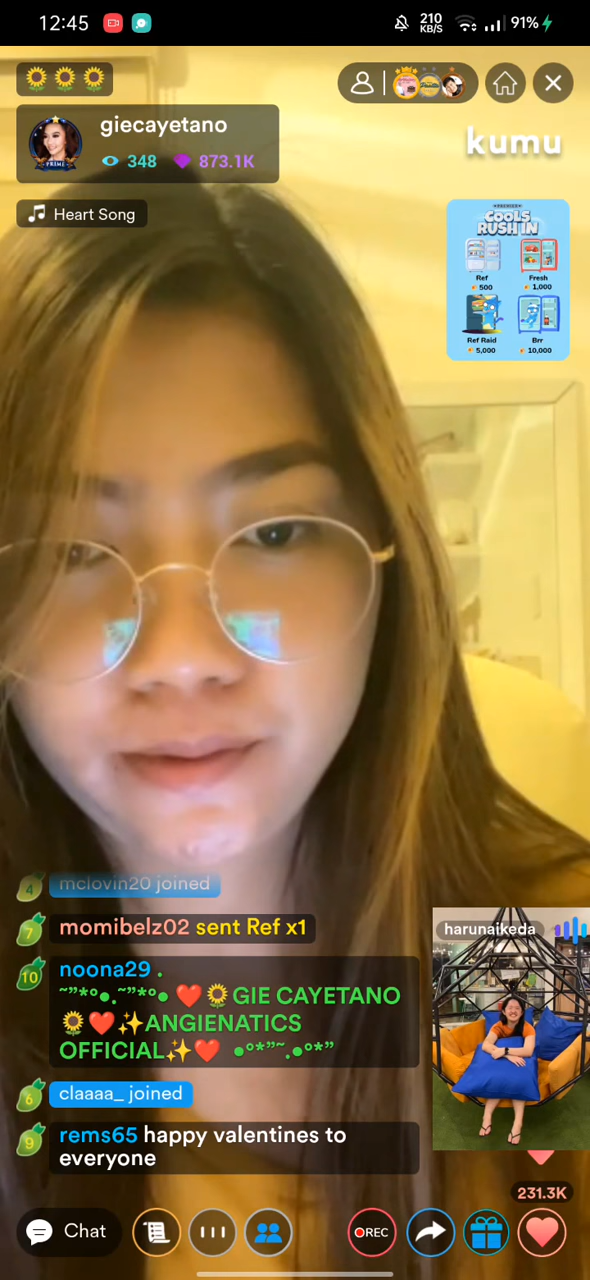 12:45
210
KB/S
91%
giecayetano
kumu
PRIME
348
873.1K
Heart Song
PREMIER
COOLS
RUSH IN
Ref
Fresh
500
1,000
Ref Raid
Brr
5,000
10,000
4
mclovin20 joined
7
momibelz02 sent Ref x1
harunaikeda
10
noona29 .
˜”*°●.˜”*°● ❤️🌻GIE CAYETANO
🌻❤️✨ANGIENATICS
OFFICIAL✨❤️ ●°*”˜.●°*”
6
claaaa_ joined
9
rems65 happy valentines to
everyone
231.3K
Chat
REC